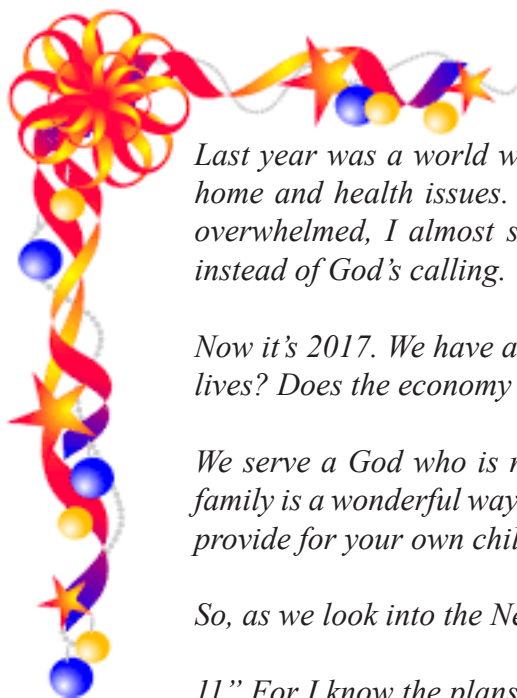 Last year was a world w
home and health issues.
overwhelmed, I almost s
instead of God’s calling.
Now it’s 2017. We have a
lives? Does the economy
We serve a God who is
family is a wonderful way
provide for your own chil
So, as we look into the Ne
11” For I know the plans